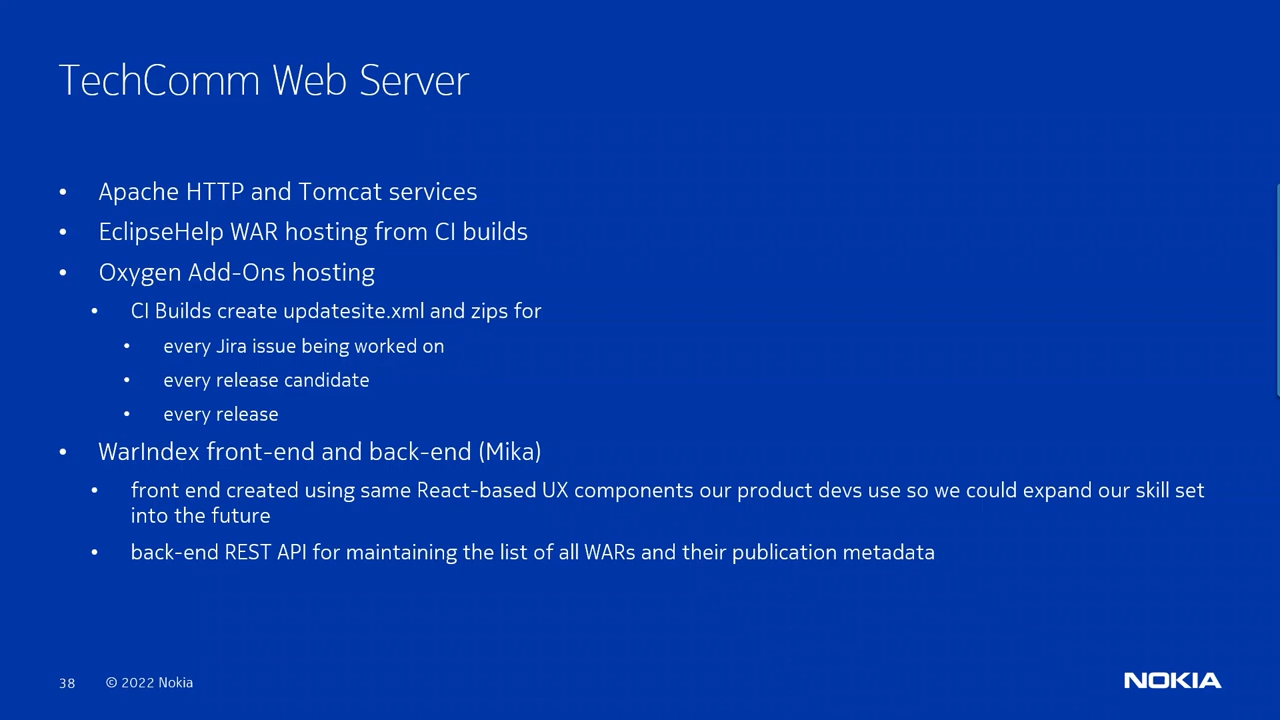 TechComm Web Server
• Apache HTTP and Tomcat services
• EclipseHelp WAR hosting from CI builds
• Oxygen Add-Ons hosting
• CI Builds create updatesite.xml and zips for
• every Jira issue being worked on
• every release candidate
• every release
• WarIndex front-end and back-end (Mika)
• front end created using same React-based UX components our product devs use so we could expand our skill set
into the future
• back-end REST API for maintaining the list of all WARs and their publication metadata
38 © 2022 Nokia
NOKIA